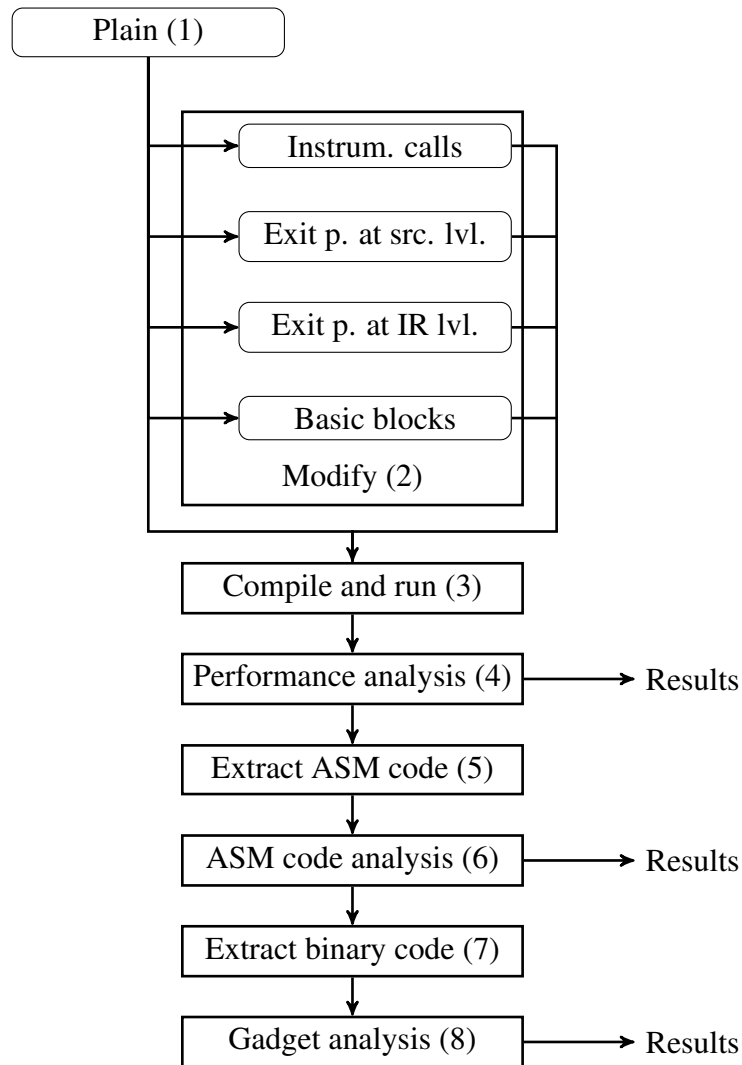 Plain (1)
Instrum. calls
Exit p. at src. lvl.
Exit p. at IR lvl.
Basic blocks
Modify (2)
Compile and run (3)
Performance analysis (4)
Results
Extract ASM code (5)
ASM code analysis (6)
Results
Extract binary code (7)
Gadget analysis (8)
Results